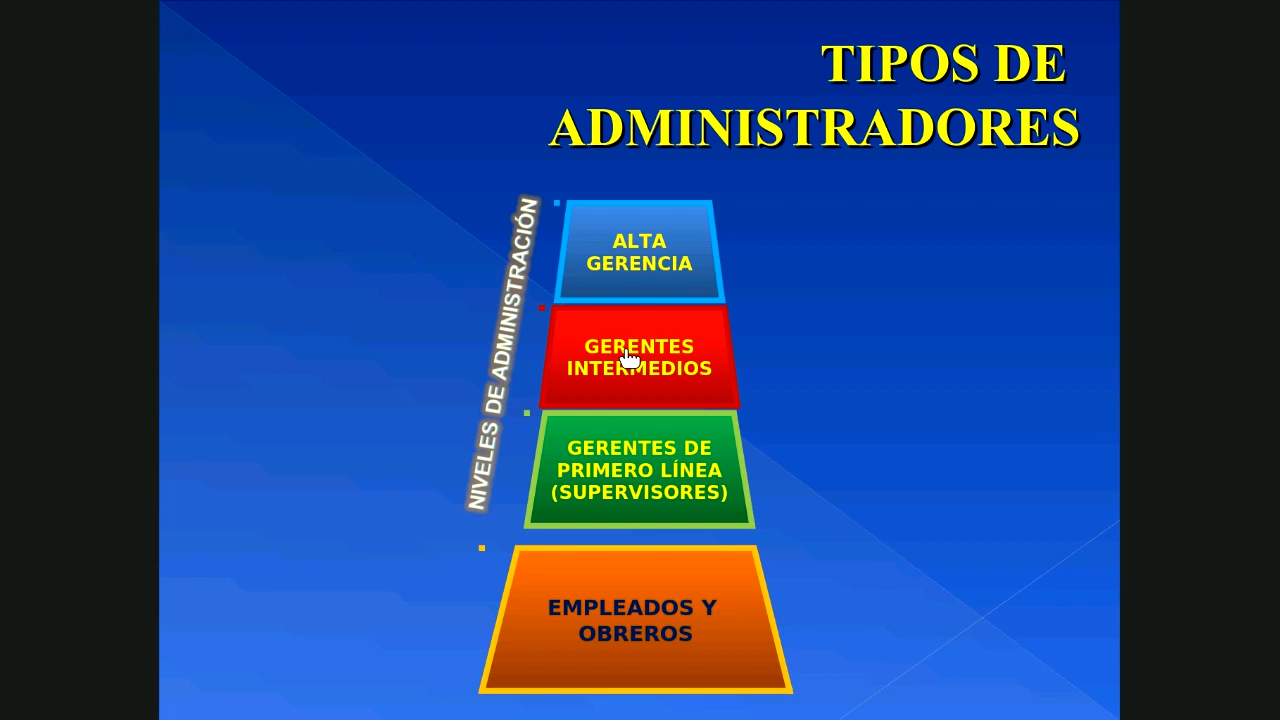 TIPOS DE
ADMINISTRADORES
NIVELES DE ADMINISTRACIÓN
ALTA
GERENCIA
GERENTES
INTERMEDIOS
GERENTES DE
PRIMERO LÍNEA
(SUPERVISORES)
EMPLEADOS Y
OBREROS